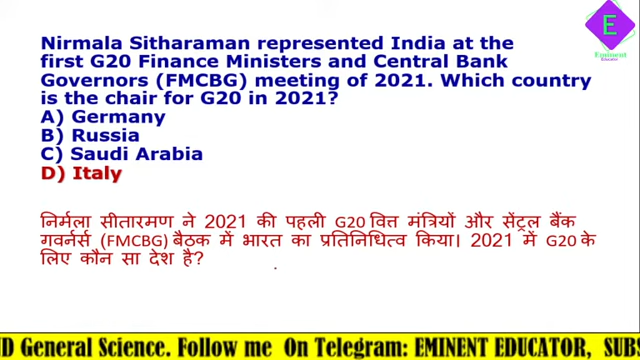 E
Eminent
Educator
Nirmala Sitharaman represented India at the
first G20 Finance Ministers and Central Bank
Governors (FMCBG) meeting of 2021. Which country
is the chair for G20 in 2021?
A) Germany
B) Russia
C) Saudi Arabia
D) Italy
निर्मला सीतारमण ने 2021 की पहली G20 वित्त मंत्रियों और सेंट्रल बैंक
गवर्नर्स (FMCBG) बैठक में भारत का प्रतिनिधित्व किया। 2021 में G20 के
लिए कौन सा देश है?
D General Science. Follow me On Telegram: EMINENT EDUCATOR, SUBS